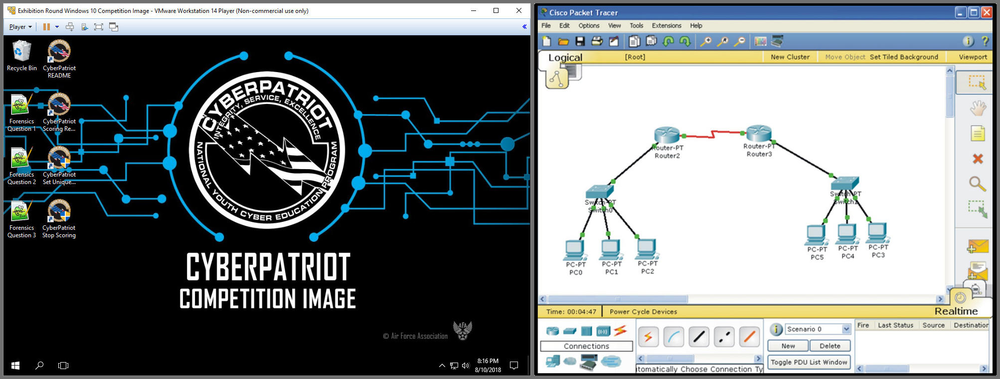 Exhibition Round Windows 10 Competition Image - VMware Workstation 14 Player (Non-commercial use only)
Player
Recycle Bin
CyberPatriot
README
Forensics
Question 1
CyberPatriot
Scoring Re...
Forensics
Question 2
CyberPatriot
Set Unique...
Forensics
Question 3
CyberPatriot
Stop Scoring
CYBERPATRIOT
INTEGRITY, SERVICE, EXCELLENCE
NATIONAL YOUTH CYBER EDUCATION PROGRAM
CYBERPATRIOT
COMPETITION IMAGE
© Air Force Association
AFA
8:16 PM
8/10/2018
Cisco Packet Tracer
File Edit Options View Tools Extensions Help
Logical [Root] New Cluster Move Object Set Tiled Background Viewport
Router-PT
Router2
Router-PT
Router3
Switch-PT
Switch0
Switch-PT
Switch1
PC-PT
PC0
PC-PT
PC1
PC-PT
PC2
PC-PT
PC5
PC-PT
PC4
PC-PT
PC3
Time: 00:04:47 Power Cycle Devices
Realtime
Connections
utomatically Choose Connection Ty
Scenario 0
New Delete
Toggle PDU List Window
Fire Last Status Source Destination